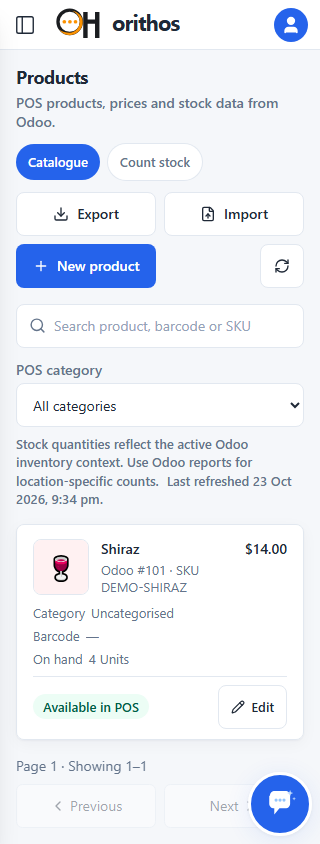 OH orithos
Products
POS products, prices and stock data from
Odoo.
Catalogue Count stock
Export Import
New product
Search product, barcode or SKU
POS category
All categories
Stock quantities reflect the active Odoo
inventory context. Use Odoo reports for
location-specific counts. Last refreshed 23 Oct
2026, 9:34 pm.
Shiraz $14.00
Odoo #101 · SKU
DEMO-SHIRAZ
Category Uncategorised
Barcode —
On hand 4 Units
Available in POS Edit
Page 1 · Showing 1–1
Previous Next